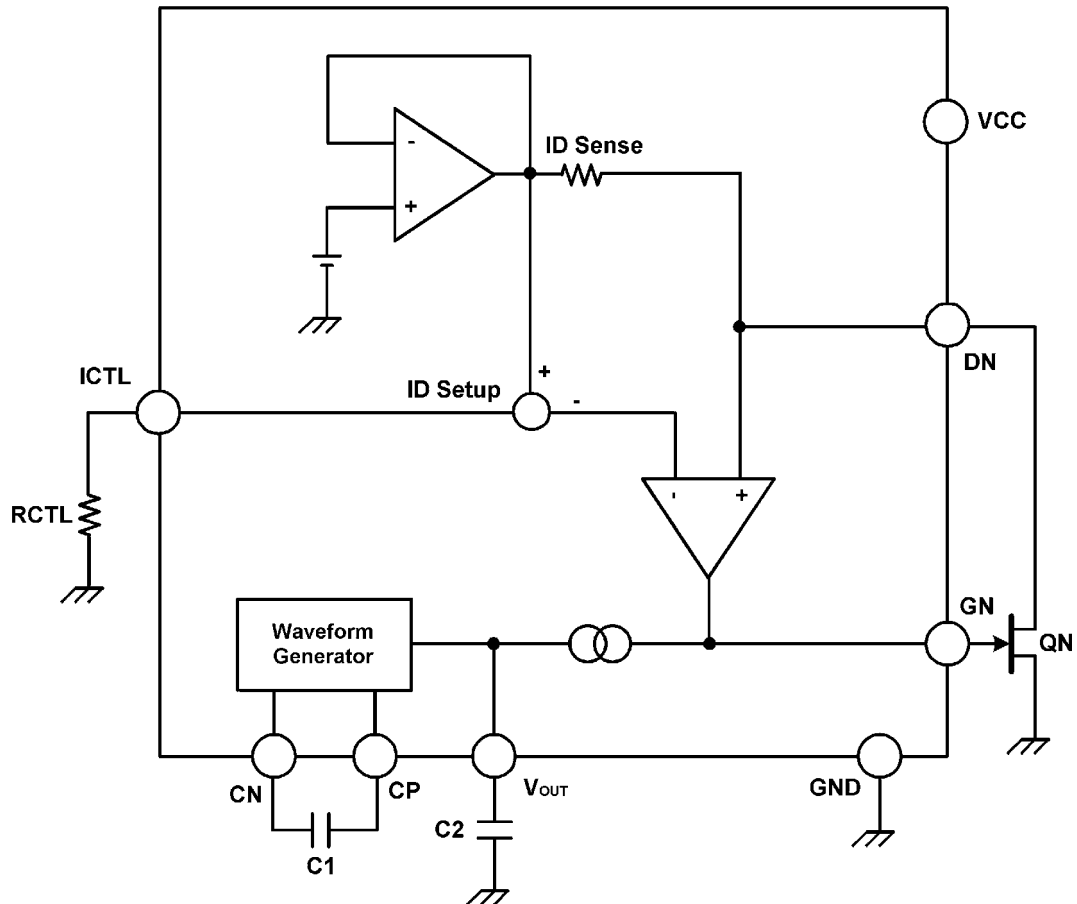 VCC
-
ID Sense
+
DN
ICTL
+
ID Setup
-
RCTL
- +
GN
Waveform
Generator
QN
CN
CP
VOUT
GND
C2
C1